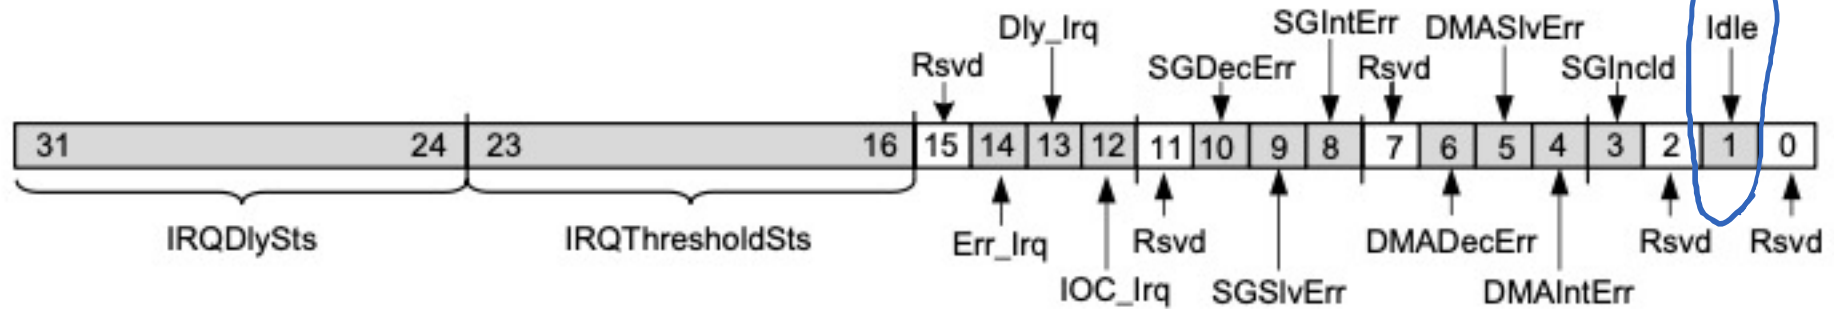 SGIntErr DMASlvErr Idle
Dly_Irq
Rsvd SGDecErr Rsvd SGIncld
31 24 23 16 15 14 13 12 11 10 9 8 7 6 5 4 3 2 1 0
IRQDlySts IRQThresholdSts Err_Irq Rsvd DMADecErr Rsvd Rsvd
IOC_Irq SGSlvErr DMAIntErr